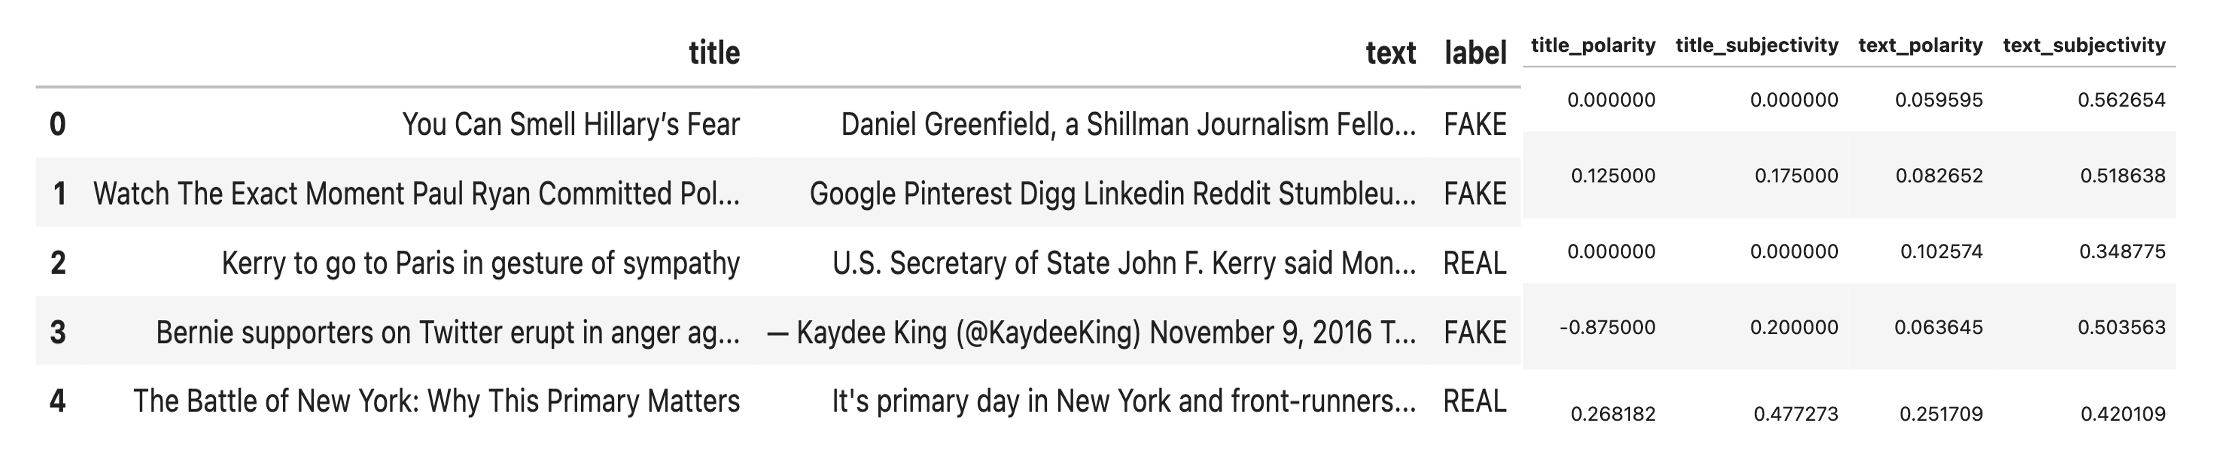 title text label title_polarity title_subjectivity text_polarity text_subjectivity
0 You Can Smell Hillary’s Fear Daniel Greenfield, a Shillman Journalism Fello... FAKE 0.000000 0.000000 0.059595 0.562654
1 Watch The Exact Moment Paul Ryan Committed Pol... Google Pinterest Digg Linkedin Reddit Stumbleu... FAKE 0.125000 0.175000 0.082652 0.518638
2 Kerry to go to Paris in gesture of sympathy U.S. Secretary of State John F. Kerry said Mon... REAL 0.000000 0.000000 0.102574 0.348775
3 Bernie supporters on Twitter erupt in anger ag... — Kaydee King (@KaydeeKing) November 9, 2016 T... FAKE -0.875000 0.200000 0.063645 0.503563
4 The Battle of New York: Why This Primary Matters It's primary day in New York and front-runners... REAL 0.268182 0.477273 0.251709 0.420109